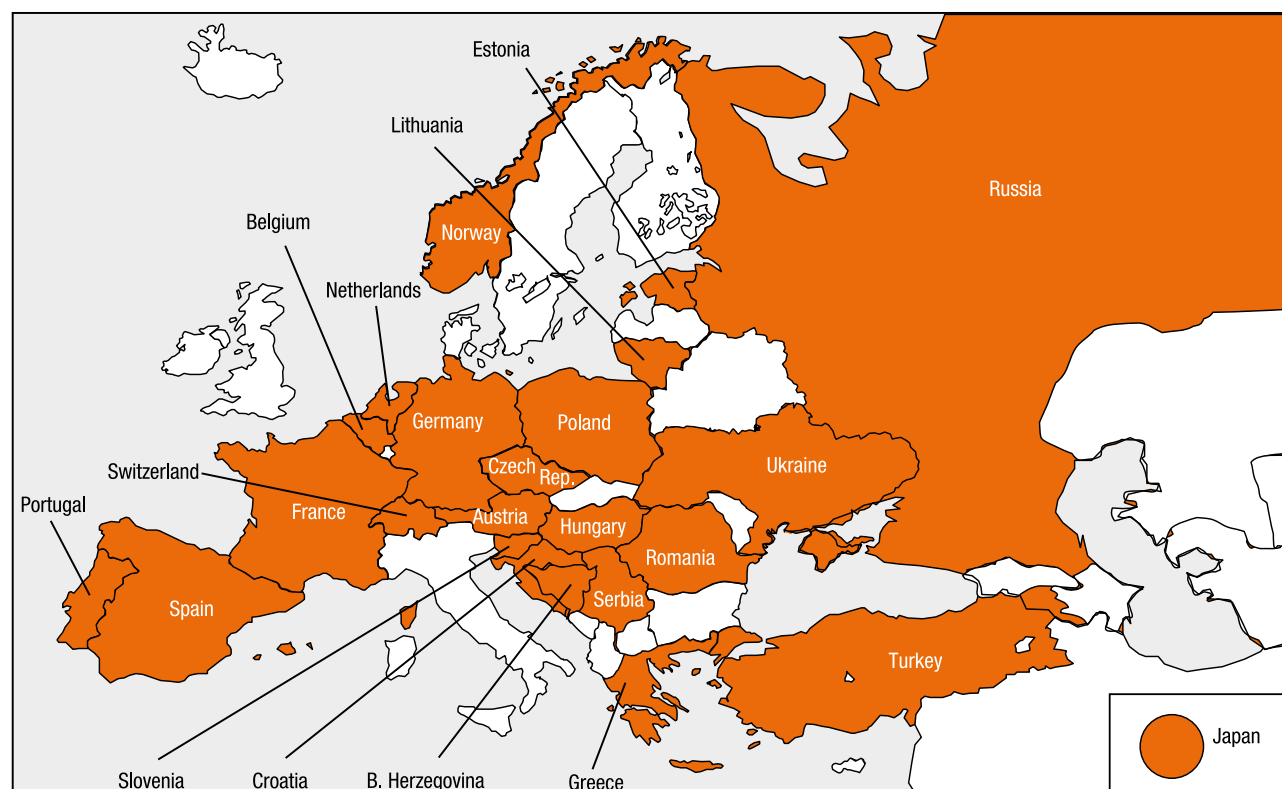 Estonia
Lithuania
Russia
Belgium
Norway
Netherlands
Germany
Poland
Switzerland
Czech
Rep.
Ukraine
Portugal
France
Austria
Hungary
Romania
Spain
Serbia
Turkey
Japan
Slovenia
Croatia
B. Herzegovina
Greece